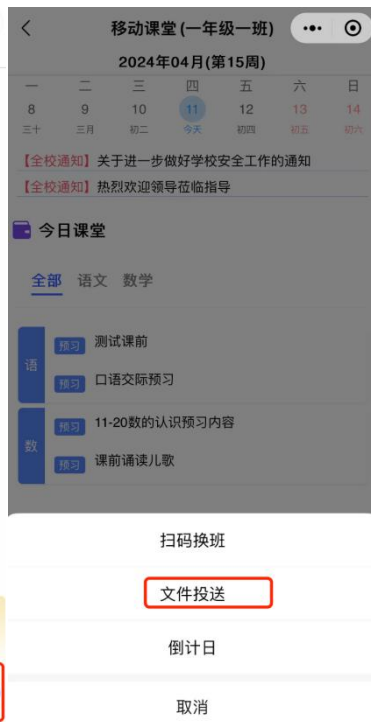 移动课堂(一年级一班)
2024年04月(第15周)
一 二 三 四 五 六 日
8 9 10 11 12 13 14
三十 三月 初二 今天 初四 初五 初六
【全校通知】关于进一步做好学校安全工作的通知
【全校通知】热烈欢迎领导莅临指导
今日课堂
全部 语文 数学
语
预习 测试课前
预习 口语交际预习
数
预习 11-20数的认识预习内容
预习 课前诵读儿歌
扫码换班
文件投送
倒计日
取消